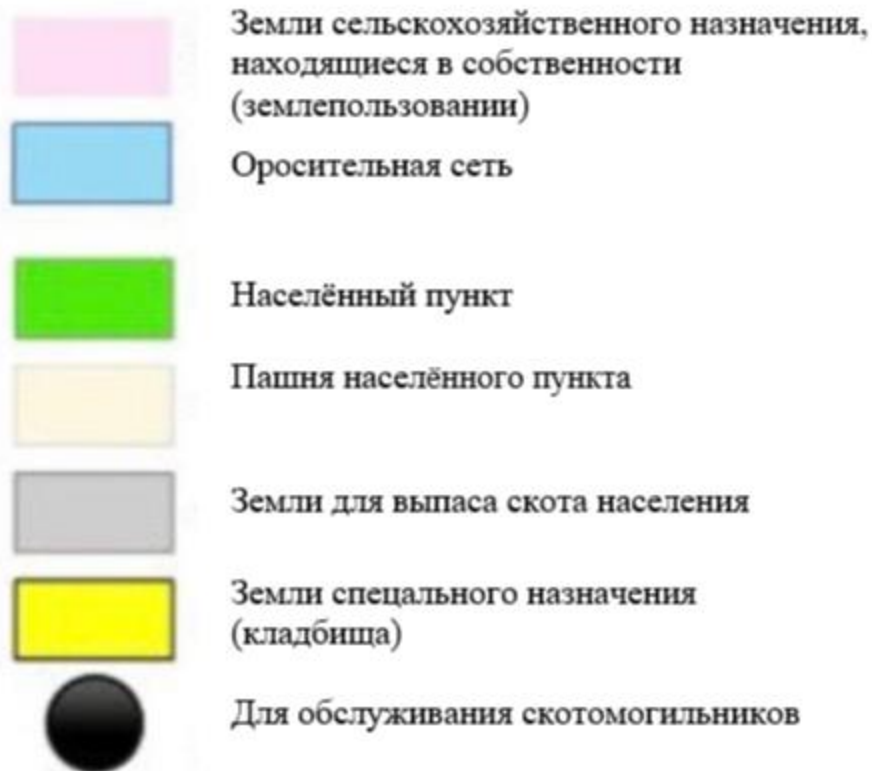 Земли сельскохозяйственного назначения,
находящиеся в собственности
(землепользовании)
Оросительная сеть
Населённый пункт
Пашня населённого пункта
Земли для выпаса скота населения
Земли спецального назначения
(кладбища)
Для обслуживания скотомогильников